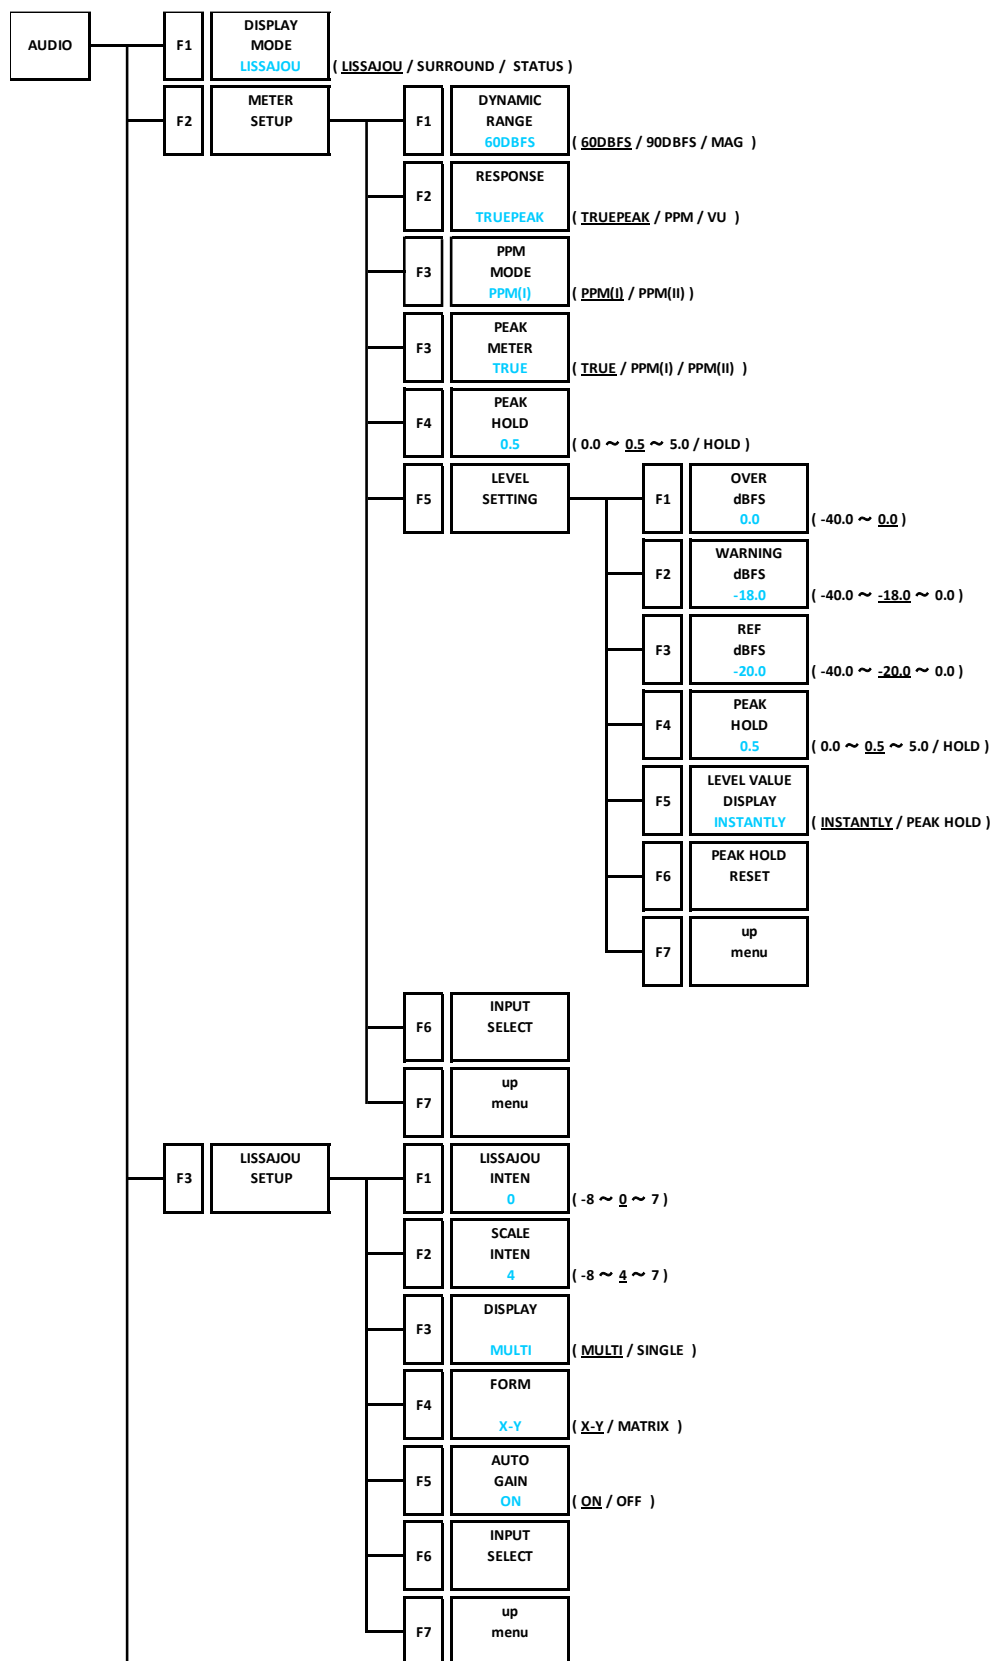 AUDIO
F1
DISPLAY
MODE
LISSAJOU
( LISSAJOU / SURROUND / STATUS )
F2
METER
SETUP
F1
DYNAMIC
RANGE
60DBFS
( 60DBFS / 90DBFS / MAG )
F2
RESPONSE
TRUEPEAK
( TRUEPEAK / PPM / VU )
F3
PPM
MODE
PPM(I)
( PPM(I) / PPM(II) )
F3
PEAK
METER
TRUE
( TRUE / PPM(I) / PPM(II) )
F4
PEAK
HOLD
0.5
( 0.0 ～ 0.5 ～ 5.0 / HOLD )
F5
LEVEL
SETTING
F1
OVER
dBFS
0.0
( -40.0 ～ 0.0 )
F2
WARNING
dBFS
-18.0
( -40.0 ～ -18.0 ～ 0.0 )
F3
REF
dBFS
-20.0
( -40.0 ～ -20.0 ～ 0.0 )
F4
PEAK
HOLD
0.5
( 0.0 ～ 0.5 ～ 5.0 / HOLD )
F5
LEVEL VALUE
DISPLAY
INSTANTLY
( INSTANTLY / PEAK HOLD )
F6
PEAK HOLD
RESET
F7
up
menu
F6
INPUT
SELECT
F7
up
menu
F3
LISSAJOU
SETUP
F1
LISSAJOU
INTEN
0
( -8 ～ 0 ～ 7 )
F2
SCALE
INTEN
4
( -8 ～ 4 ～ 7 )
F3
DISPLAY
MULTI
( MULTI / SINGLE )
F4
FORM
X-Y
( X-Y / MATRIX )
F5
AUTO
GAIN
ON
( ON / OFF )
F6
INPUT
SELECT
F7
up
menu